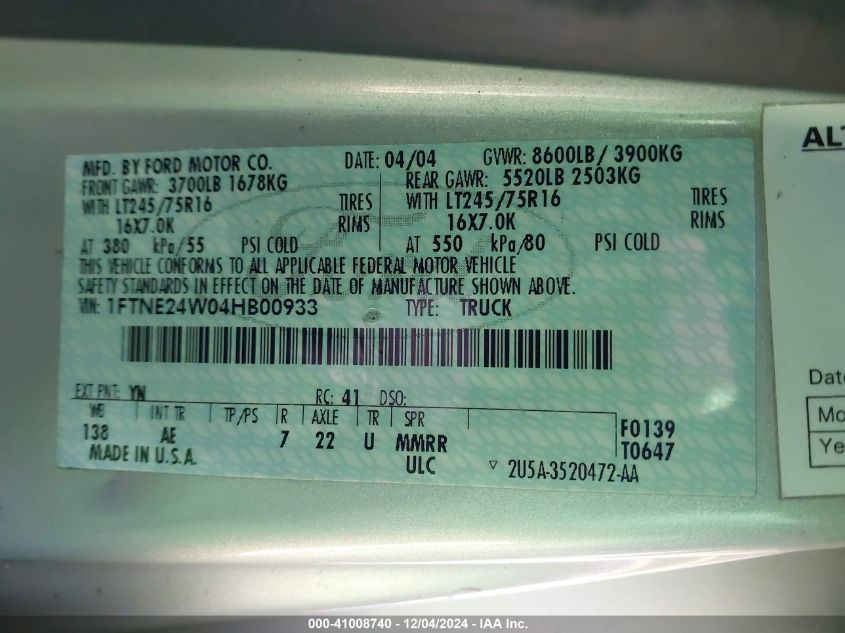 MFD. BY FORD MOTOR CO. DATE: 04/04 GVWR: 8600LB/ 3900KG
FRONT GAWR: 3700LB 1678KG REAR GAWR: 5520LB 2503KG
WITH LT245/75R16 TIRES WITH LT245/75R16 TIRES
16X7.0K RIMS 16X7.0K RIMS
AT 380 kPa/55 PSI COLD AT 550 kPa/80 PSI COLD
THIS VEHICLE CONFORMS TO ALL APPLICABLE FEDERAL MOTOR VEHICLE
SAFETY STANDARDS IN EFFECT ON THE DATE OF MANUFACTURE SHOWN ABOVE.
VIN: 1FTNE24W04HB00933 TYPE: TRUCK
EXT PNT: YN RC: 41 DSO:
WB INT TR TP/PS R AXLE TR SPR F0139
138 AE 7 22 U MMRR T0647
MADE IN U.S.A. ULC ▽ 2U5A-3520472-AA
ALT
Date
Mo
Ye
000-41008740 - 12/04/2024 - IAA Inc.